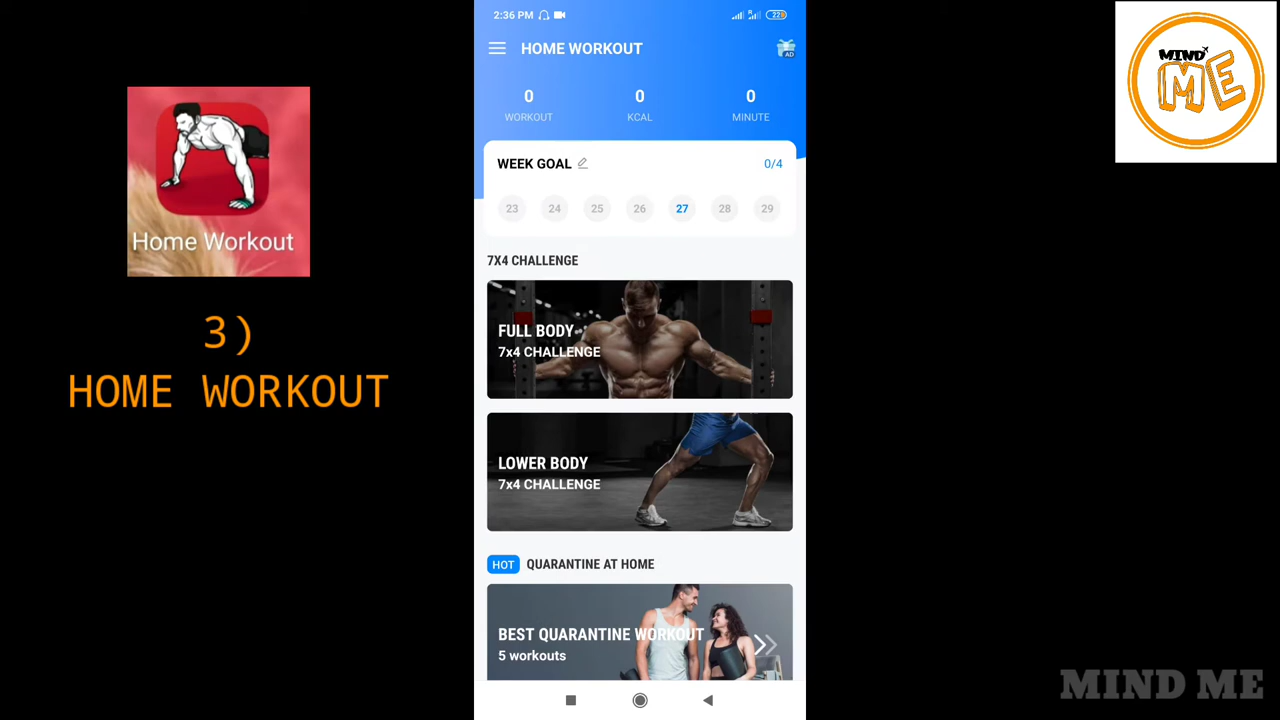 Home Workout
3)
HOME WORKOUT
2:36 PM
R
22
HOME WORKOUT
AD
0
0
0
WORKOUT
KCAL
MINUTE
WEEK GOAL
0/4
23
24
25
26
27
28
29
7X4 CHALLENGE
FULL BODY
7x4 CHALLENGE
LOWER BODY
7x4 CHALLENGE
HOT
QUARANTINE AT HOME
BEST QUARANTINE WORKOUT
5 workouts
MIND
ME
MIND ME